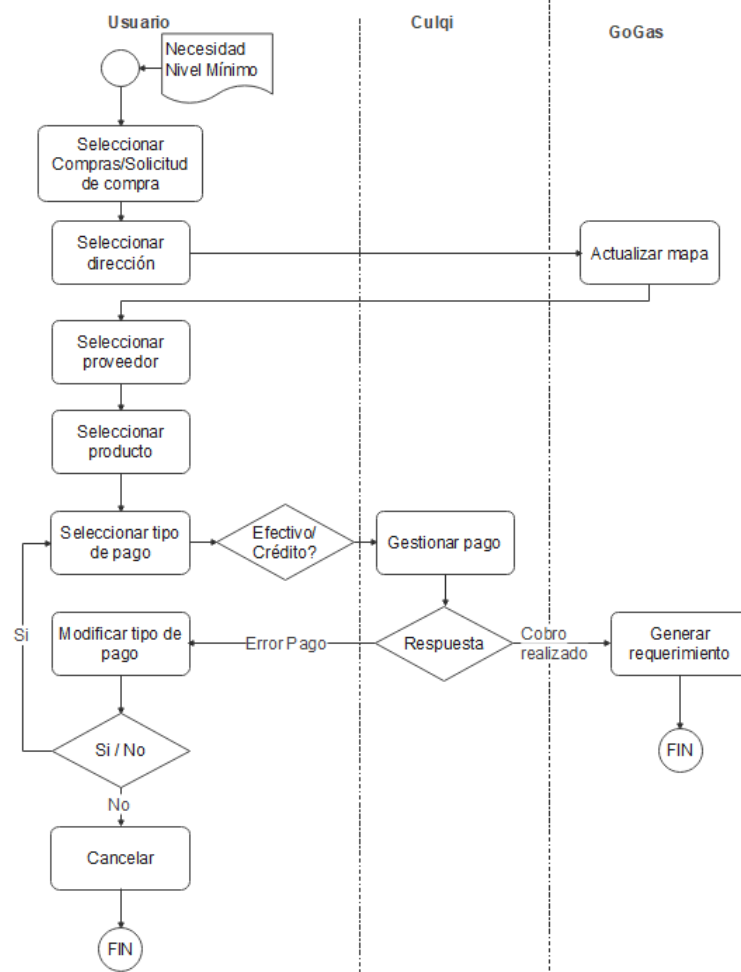 Usuario
Culqi
GoGas
Necesidad
Nivel Mínimo
Seleccionar
Compras/Solicitud
de compra
Seleccionar
dirección
Actualizar mapa
Seleccionar
proveedor
Seleccionar
producto
Seleccionar tipo
de pago
Efectivo/
Crédito?
Gestionar pago
Si
Modificar tipo de
pago
Error Pago
Respuesta
Cobro
realizado
Generar
requerimiento
Si / No
FIN
No
Cancelar
FIN